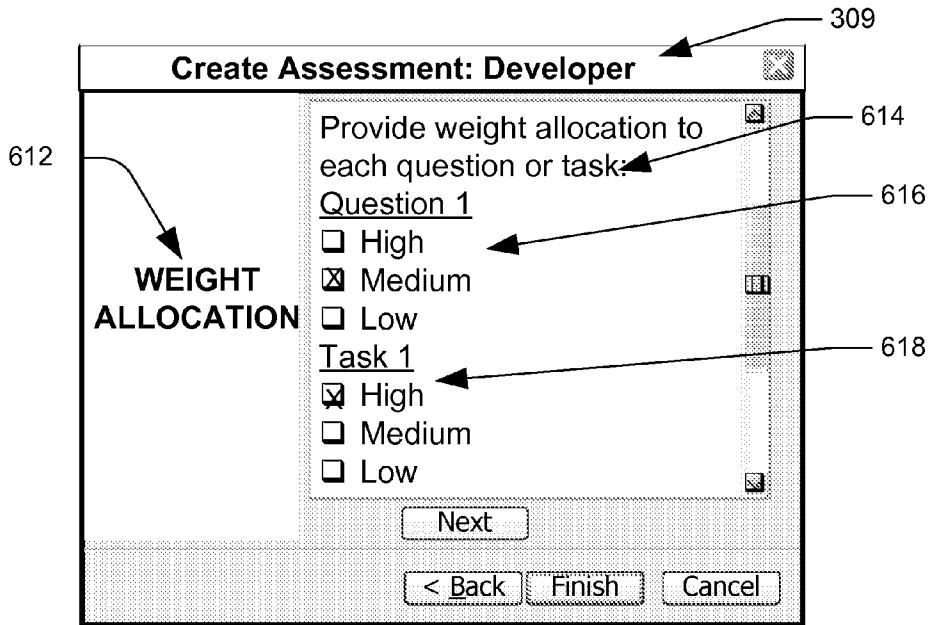 309
Create Assessment: Developer
Provide weight allocation to
each question or task:
614
612
Question 1
616
High
WEIGHT
ALLOCATION
Medium
Low
Task 1
618
High
Medium
Low
Next
< Back Finish Cancel